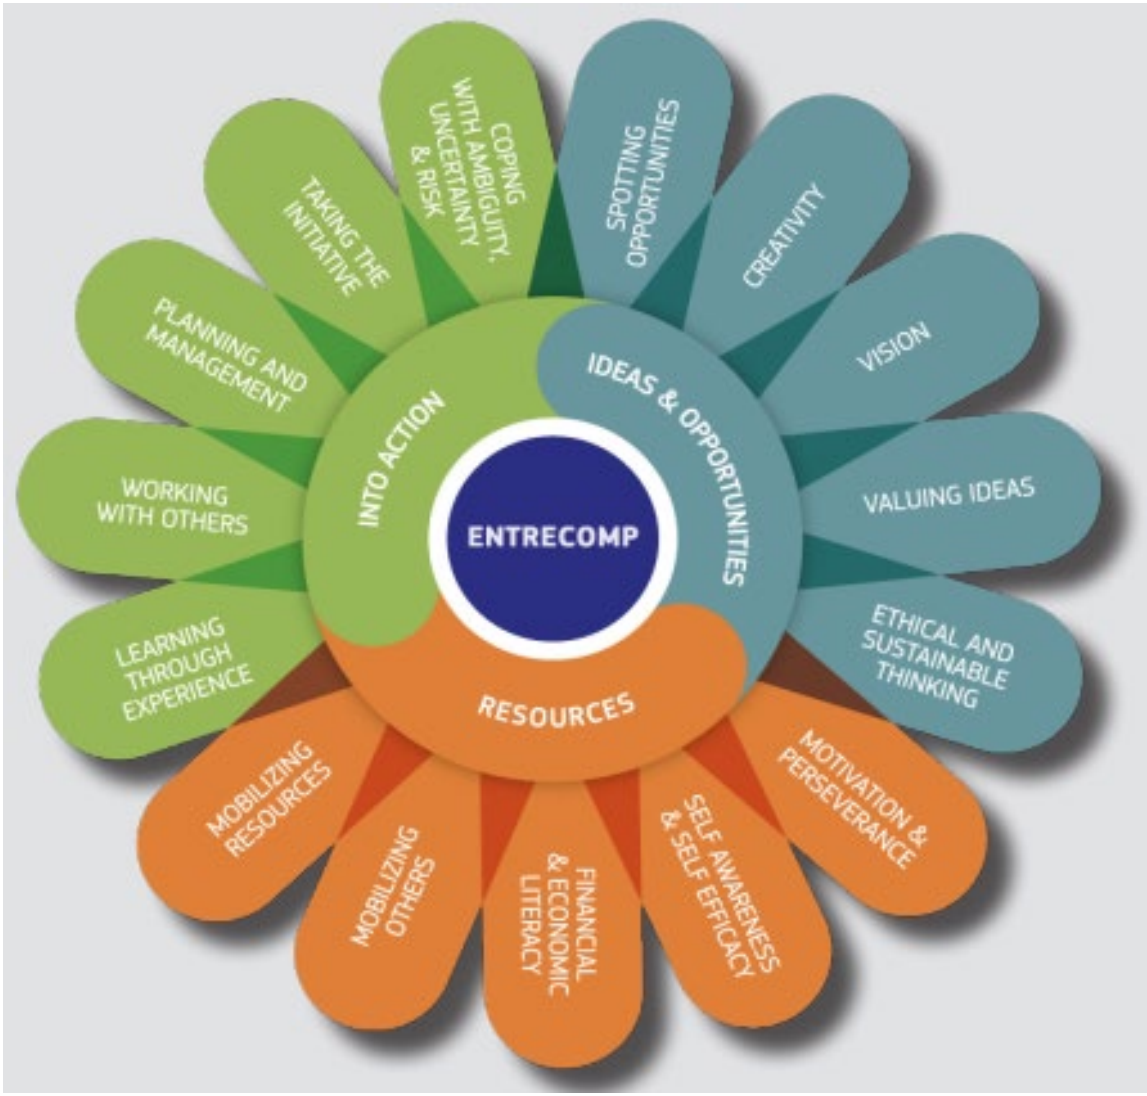 ENTRECOMP
IDEAS & OPPORTUNITIES
SPOTTING
OPPORTUNITIES
CREATIVITY
VISION
VALUING IDEAS
ETHICAL AND
SUSTAINABLE
THINKING
RESOURCES
MOTIVATION &
PERSEVERANCE
SELF AWARENESS
& SELF EFFICACY
FINANCIAL
& ECONOMIC
LITERACY
MOBILIZING
OTHERS
MOBILIZING
RESOURCES
INTO ACTION
LEARNING
THROUGH
EXPERIENCE
WORKING
WITH OTHERS
PLANNING AND
MANAGEMENT
TAKING THE
INITIATIVE
COPING
WITH AMBIGUITY,
UNCERTAINTY
& RISK